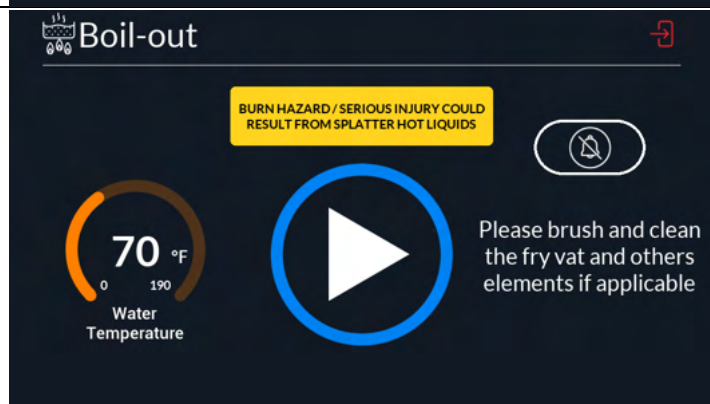 Boil-out
BURN HAZARD / SERIOUS INJURY COULD
RESULT FROM SPLATTER HOT LIQUIDS
70 °F
0 190
Water
Temperature
Please brush and clean
the fry vat and others
elements if applicable